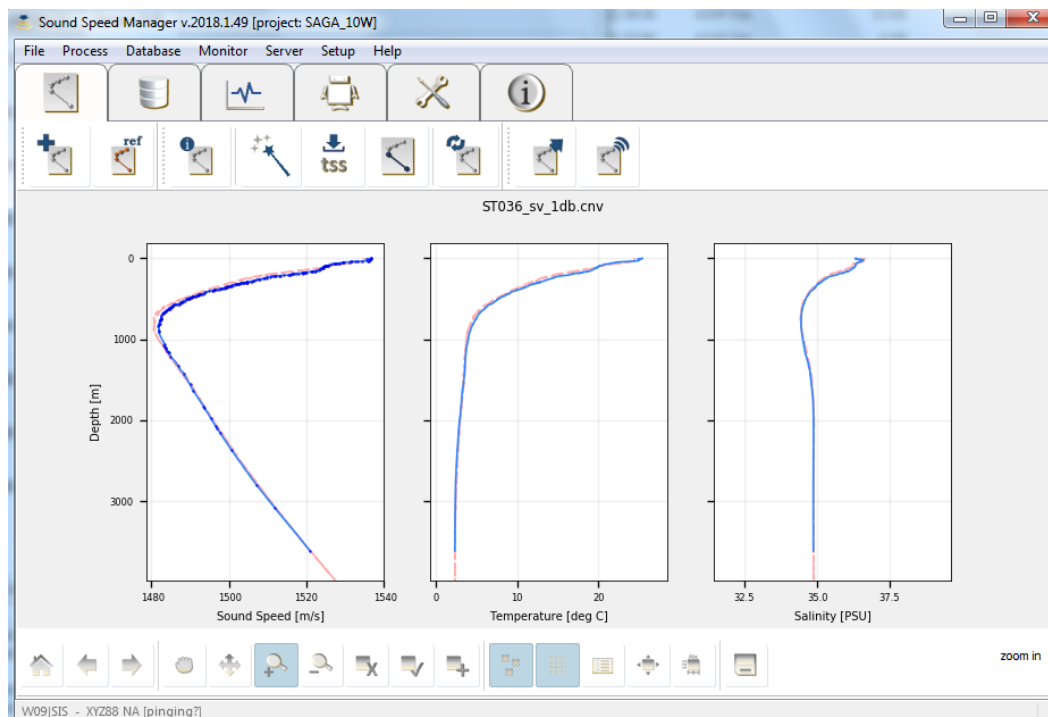 Sound Speed Manager v.2018.1.49 [project: SAGA_10W]
File Process Database Monitor Server Setup Help
ref
tss
ST036_sv_1db.cnv
0
1000
2000
3000
Depth [m]
1480 1500 1520 1540
0 10 20
32.5 35.0 37.5
Sound Speed [m/s] Temperature [deg C] Salinity [PSU]
zoom in
W09|SIS - XYZ88 NA [pinging?]